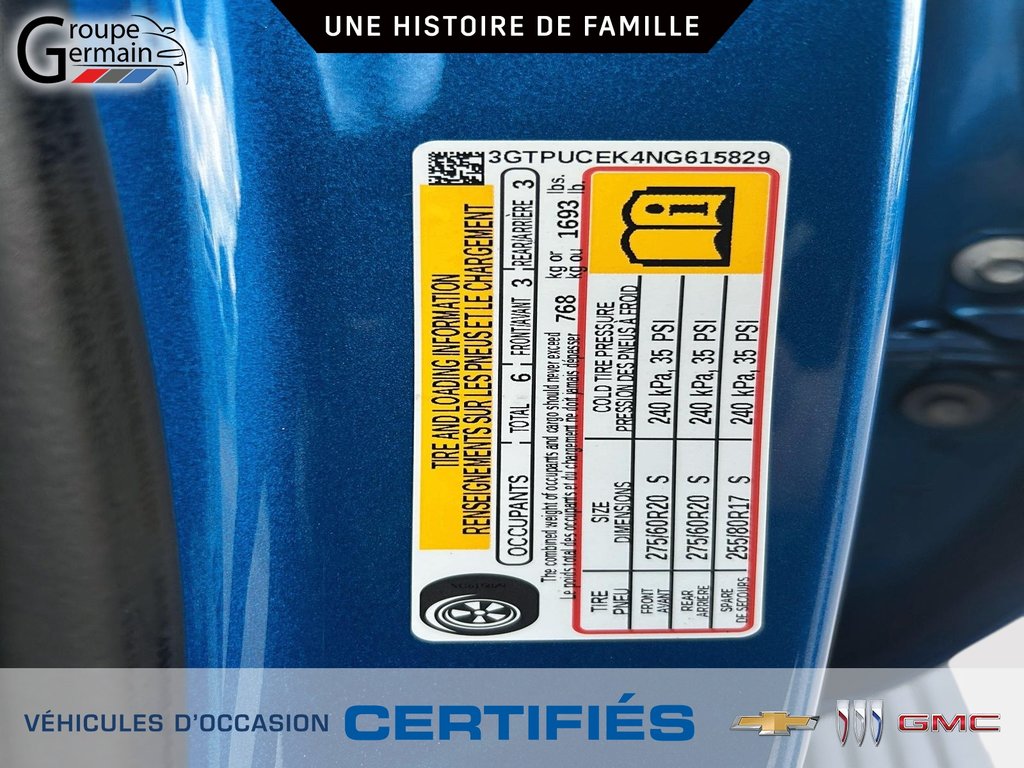 Groupe
Germain
UNE HISTOIRE DE FAMILLE
3GTPUCEK4NG615829
TIRE AND LOADING INFORMATION
RENSEIGNEMENTS SUR LES PNEUS ET LE CHARGEMENT
OCCUPANTS TOTAL 6 FRONT/AVANT 3 REAR/ARRIÈRE 3
The combined weight of occupants and cargo should never exceed 768 kg or 1693 lbs.
Le poids total des occupants et du chargement ne doit jamais dépasser kg ou lb.
TIRE SIZE COLD TIRE PRESSURE
PNEU DIMENSIONS PRESSION DES PNEUS À FROID
FRONT
AVANT 275/60R20 S 240 kPa, 35 PSI
REAR
ARRIÈRE 275/60R20 S 240 kPa, 35 PSI
SPARE
DE SECOURS 255/80R17 S 240 kPa, 35 PSI
VÉHICULES D'OCCASION CERTIFIÉS
GMC